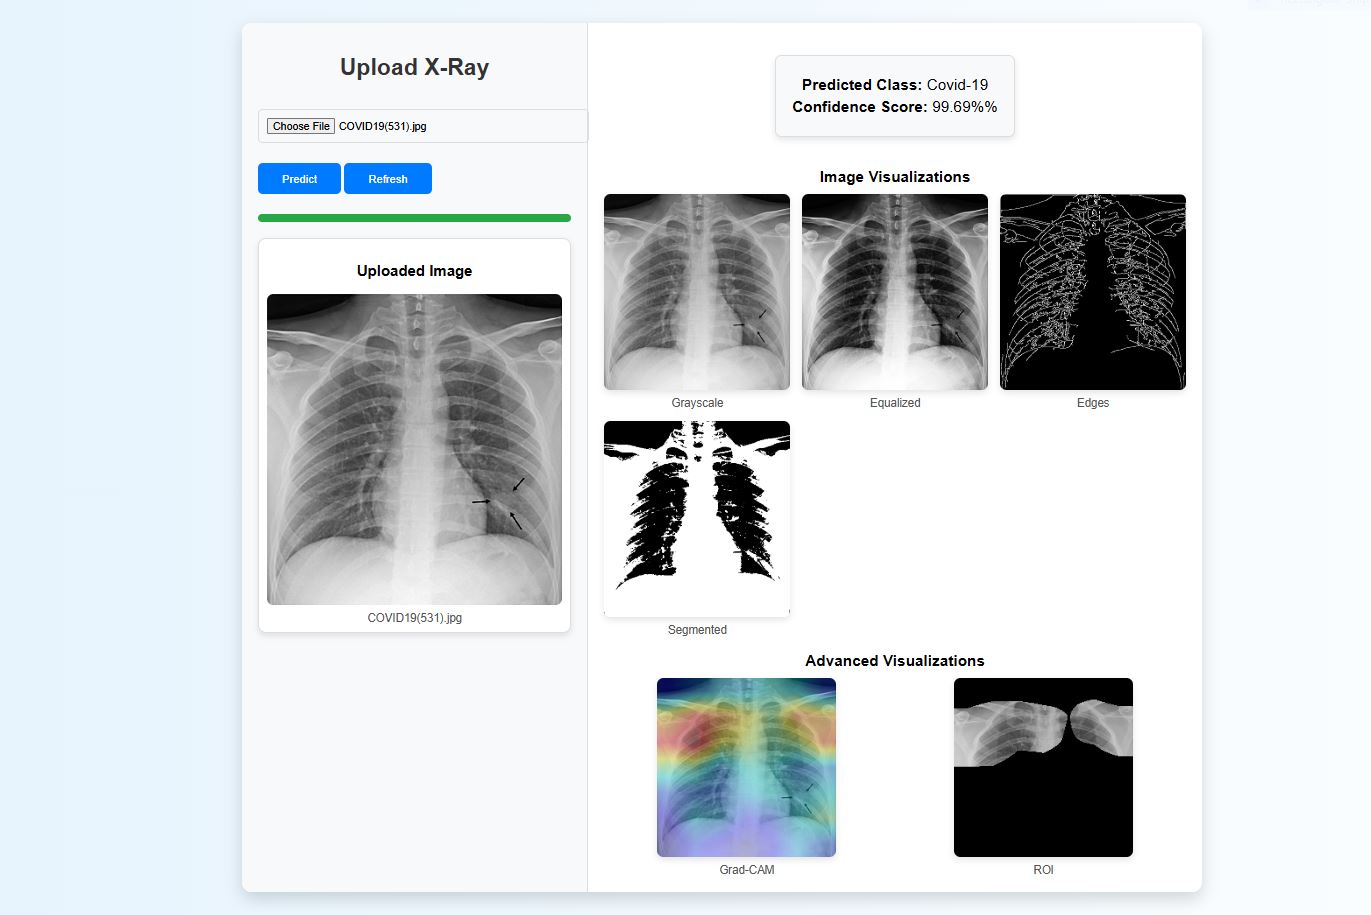 Upload X-Ray
Choose File COVID19(531).jpg
Predict Refresh
Uploaded Image
COVID19(531).jpg
Predicted Class: Covid-19
Confidence Score: 99.69%%
Image Visualizations
Grayscale Equalized Edges
Segmented
Advanced Visualizations
Grad-CAM ROI